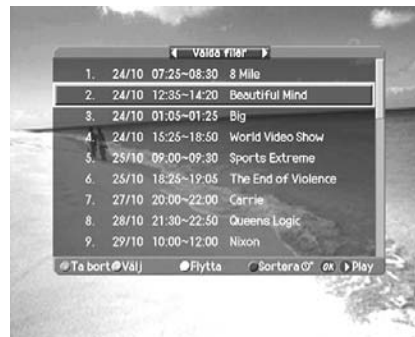 Valda filer
1. 24/10 07:25~08:30 8 Mile
2. 24/10 12:35~14:20 Beautiful Mind
3. 24/10 01:05~01:25 Big
4. 24/10 15:25~18:50 World Video Show
5. 25/10 09:00~09:30 Sports Extreme
6. 25/10 18:25~19:05 The End of Violence
7. 27/10 20:00~22:00 Carrie
8. 28/10 21:30~22:50 Queens Logic
9. 29/10 10:00~12:00 Nixon
Ta bort Välj Flytta Sortera OK Play